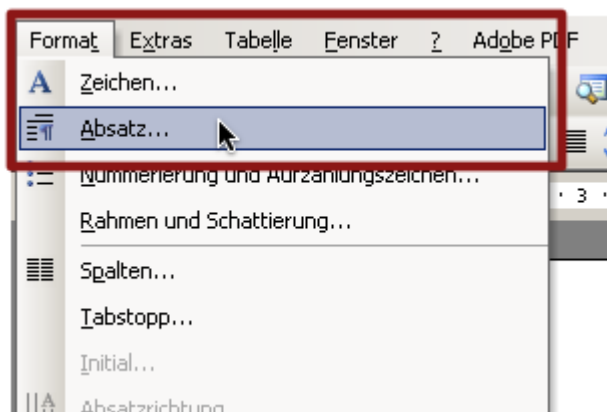 Format Extras Tabelle Fenster ? Adobe PDF
Zeichen...
Absatz...
Nummerierung und Aufzählungszeichen...
· 3 ·
Rahmen und Schattierung...
Spalten...
Tabstopp...
Initial...
Absatzrichtung